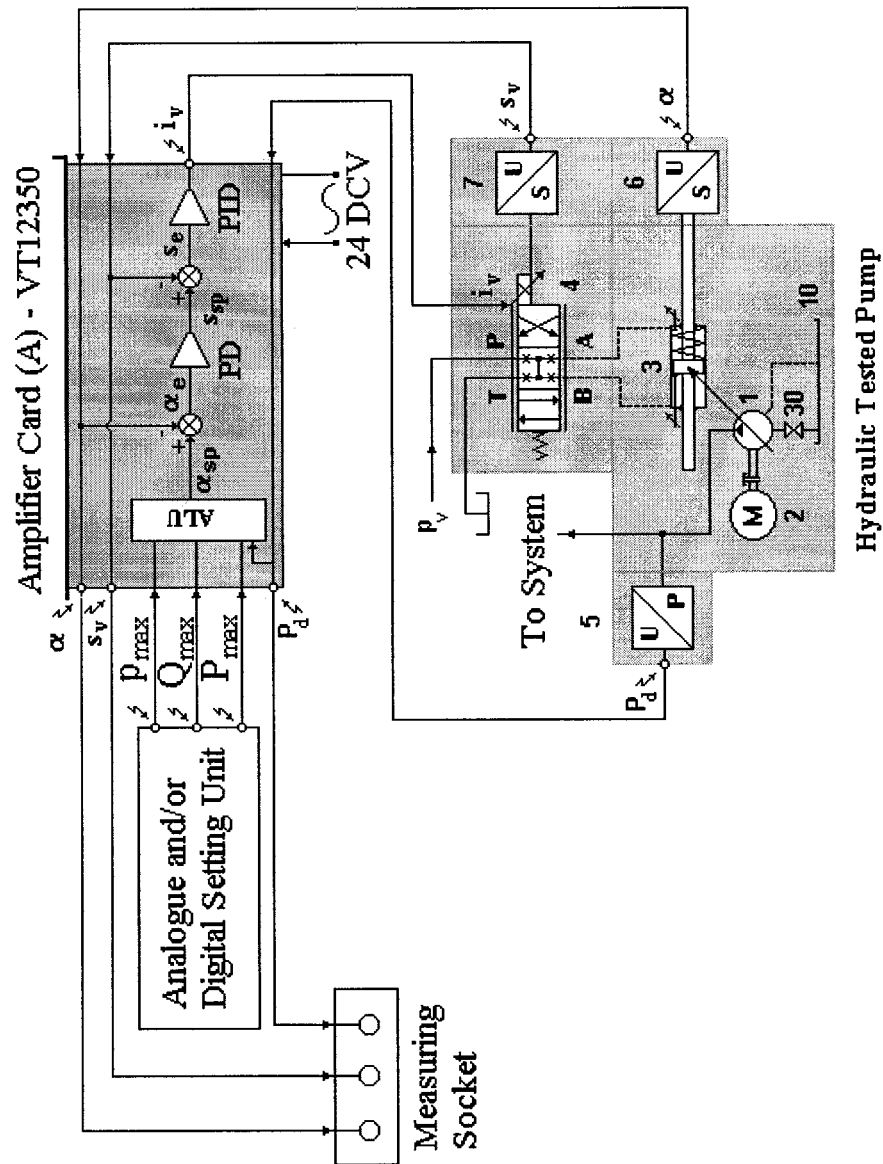 Amplifier Card (A) - VT12350
α
s_v
p_max
Q_max
P_max
P_d
ALU
α_sp
+
-
α_e
PD
s_sp
+
-
s_e
PID
i_v
24 DCV
Analogue and/or
Digital Setting Unit
Measuring
Socket
s_v
α
7
U
S
6
U
S
i_v
4
P
T
A
B
p_v
3
To System
5
U
P
P_d
M
2
1
30
10
Hydraulic Tested Pump